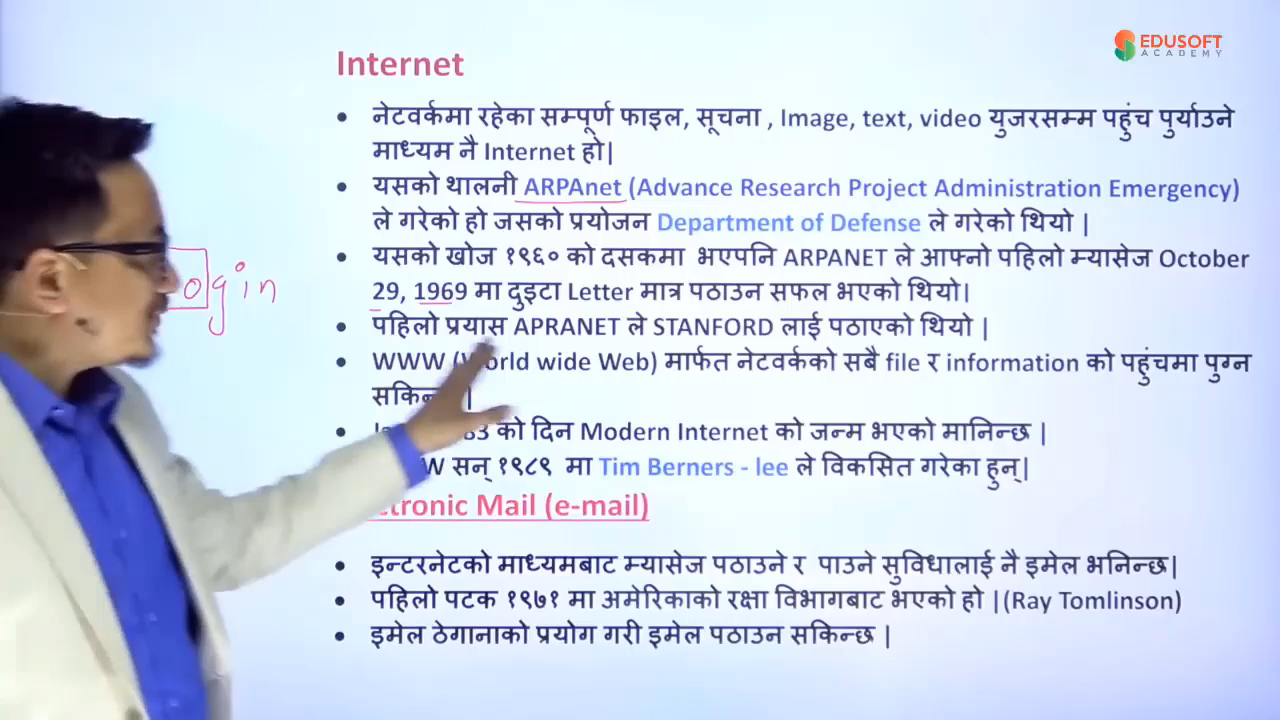 EDUSOFT
ACADEMY
Internet
• नेटवर्कमा रहेका सम्पूर्ण फाइल, सूचना , Image, text, video युजरसम्म पहुंच पुर्याउने
माध्यम नै Internet हो|
• यसको थालनी ARPAnet (Advance Research Project Administration Emergency)
ले गरेको हो जसको प्रयोजन Department of Defense ले गरेको थियो |
• यसको खोज १९६० को दसकमा भएपनि ARPANET ले आफ्नो पहिलो म्यासेज October
29, 1969 मा दुइटा Letter मात्र पठाउन सफल भएको थियो|
ogin
• पहिलो प्रयास APRANET ले STANFORD लाई पठाएको थियो |
• WWW (World wide Web) मार्फत नेटवर्कको सबै file र information को पहुंचमा पुग्न
• को दिन Modern Internet को जन्म भएको मानिन्छ |
सन् १९८९ मा Tim Berners - lee ले विकसित गरेका हुन्|
Mail (e-mail)
• इन्टरनेटको माध्यमबाट म्यासेज पठाउने र पाउने सुविधालाई नै इमेल भनिन्छ|
• पहिलो पटक १९७१ मा अमेरिकाको रक्षा विभागबाट भएको हो |(Ray Tomlinson)
• इमेल ठेगानाको प्रयोग गरी इमेल पठाउन सकिन्छ |